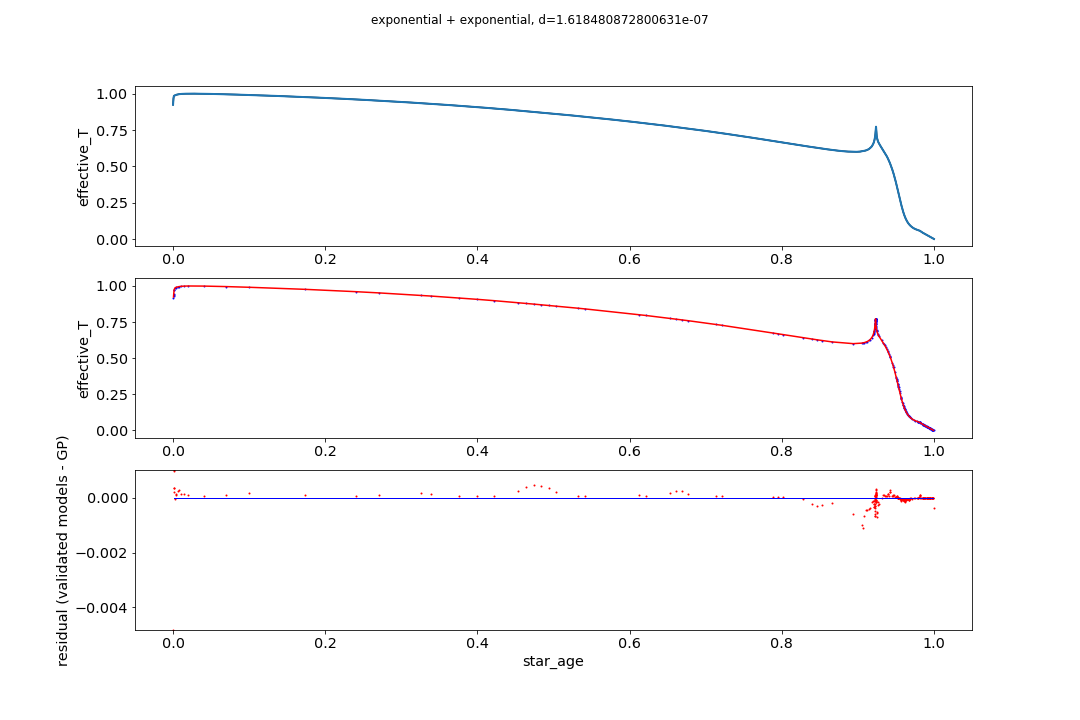 exponential + exponential, d=1.618480872800631e-07
effective_T
1.00
0.75
0.50
0.25
0.00
0.0 0.2 0.4 0.6 0.8 1.0
effective_T
1.00
0.75
0.50
0.25
0.00
0.0 0.2 0.4 0.6 0.8 1.0
residual (validated models - GP)
0.000
−0.002
−0.004
0.0 0.2 0.4 0.6 0.8 1.0
star_age